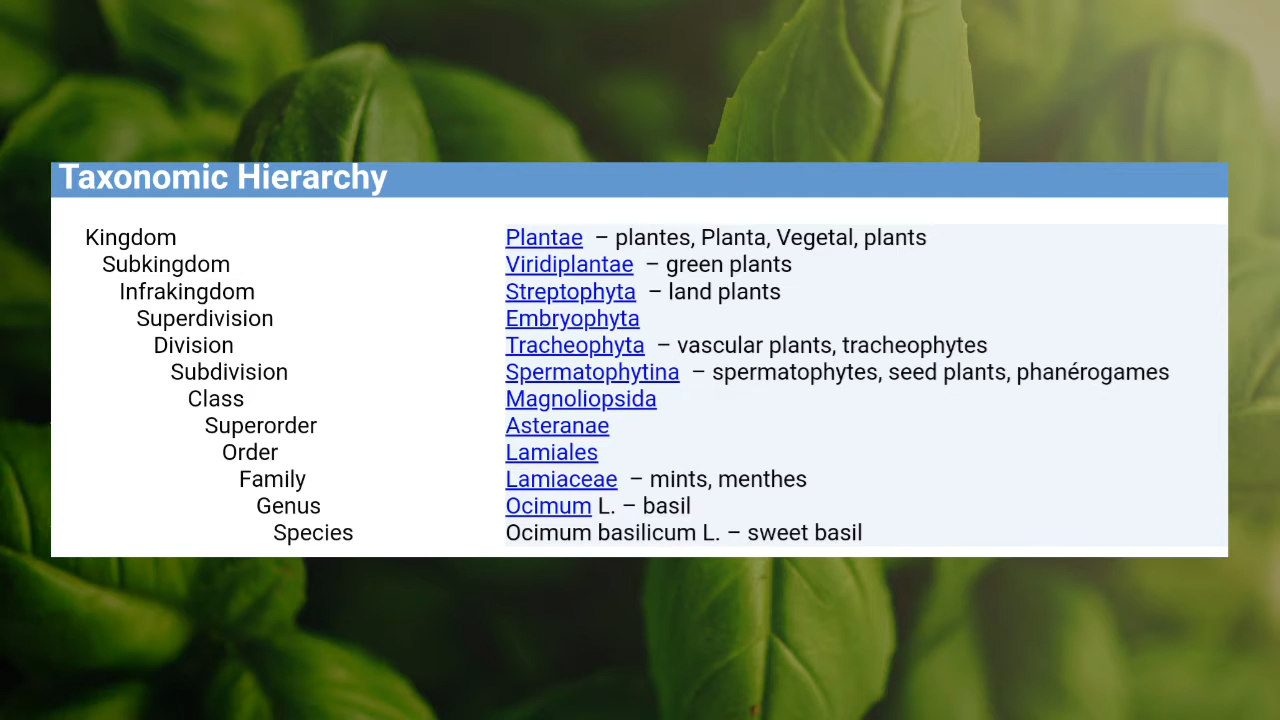 Taxonomic Hierarchy
Kingdom Plantae – plantes, Planta, Vegetal, plants
Subkingdom Viridiplantae – green plants
Infrakingdom Streptophyta – land plants
Superdivision Embryophyta
Division Tracheophyta – vascular plants, tracheophytes
Subdivision Spermatophytina – spermatophytes, seed plants, phanérogames
Class Magnoliopsida
Superorder Asteranae
Order Lamiales
Family Lamiaceae – mints, menthes
Genus Ocimum L. – basil
Species Ocimum basilicum L. – sweet basil